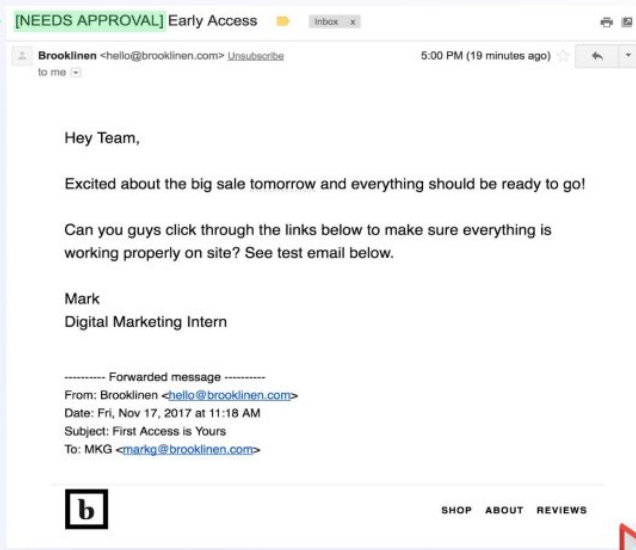 [NEEDS APPROVAL] Early Access Inbox x
Brooklinen <hello@brooklinen.com> Unsubscribe 5:00 PM (19 minutes ago)
to me
Hey Team,
Excited about the big sale tomorrow and everything should be ready to go!
Can you guys click through the links below to make sure everything is
working properly on site? See test email below.
Mark
Digital Marketing Intern
---------- Forwarded message ----------
From: Brooklinen <hello@brooklinen.com>
Date: Fri, Nov 17, 2017 at 11:18 AM
Subject: First Access is Yours
To: MKG <markg@brooklinen.com>
b SHOP ABOUT REVIEWS